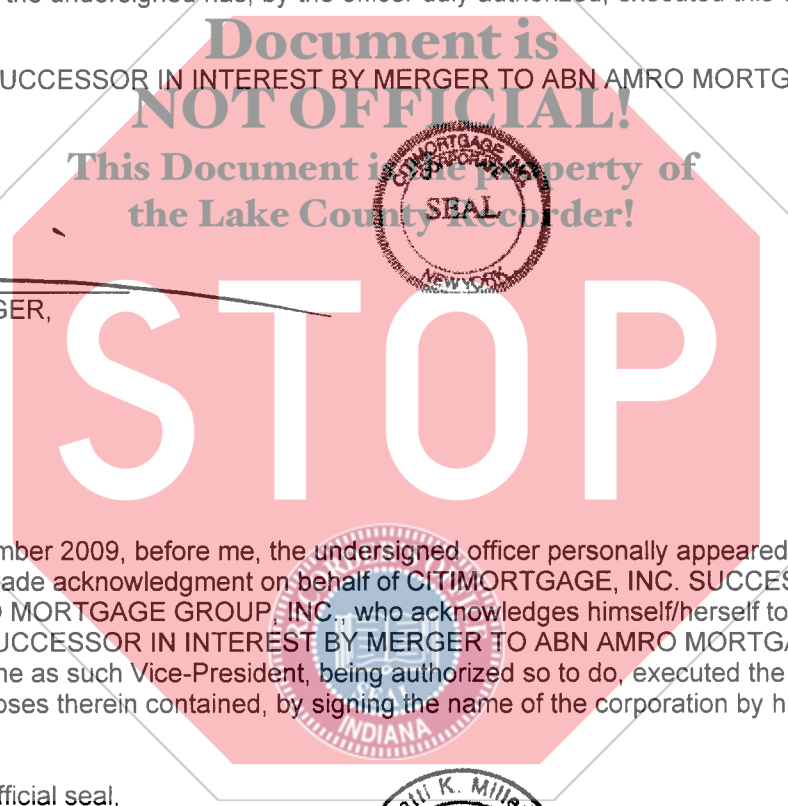 the undersigned has, by the officer duly authorized, executed this
Document is
UCCESSOR IN INTEREST BY MERGER TO ABN AMRO MORTG
NOT OFFICIAL!
This Document is the property of
the Lake County Recorder!
CITIMORTGAGE, INC.
CORPORATE
SEAL
NEW YORK
GER,
STOP
mber 2009, before me, the undersigned officer personally appeared
ade acknowledgment on behalf of CITIMORTGAGE, INC. SUCCES
O MORTGAGE GROUP, INC., who acknowledges himself/herself to
UCCESSOR IN INTEREST BY MERGER TO ABN AMRO MORTGA
ne as such Vice-President, being authorized so to do, executed the
oses therein contained, by signing the name of the corporation by h
SEAL
INDIANA
fficial seal.
atti K. Mille